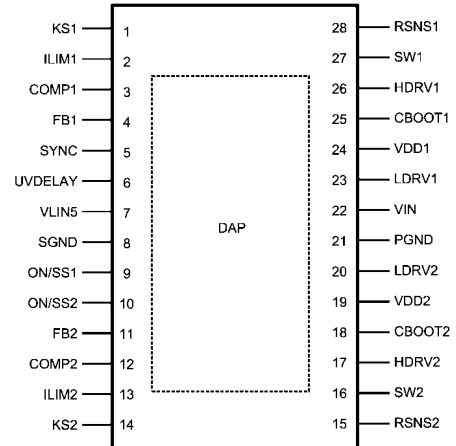 KS1 1 28 RSNS1
ILIM1 2 27 SW1
COMP1 3 26 HDRV1
FB1 4 25 CBOOT1
SYNC 5 24 VDD1
UVDELAY 6 23 LDRV1
VLIN5 7 22 VIN
DAP
SGND 8 21 PGND
ON/SS1 9 20 LDRV2
ON/SS2 10 19 VDD2
FB2 11 18 CBOOT2
COMP2 12 17 HDRV2
ILIM2 13 16 SW2
KS2 14 15 RSNS2